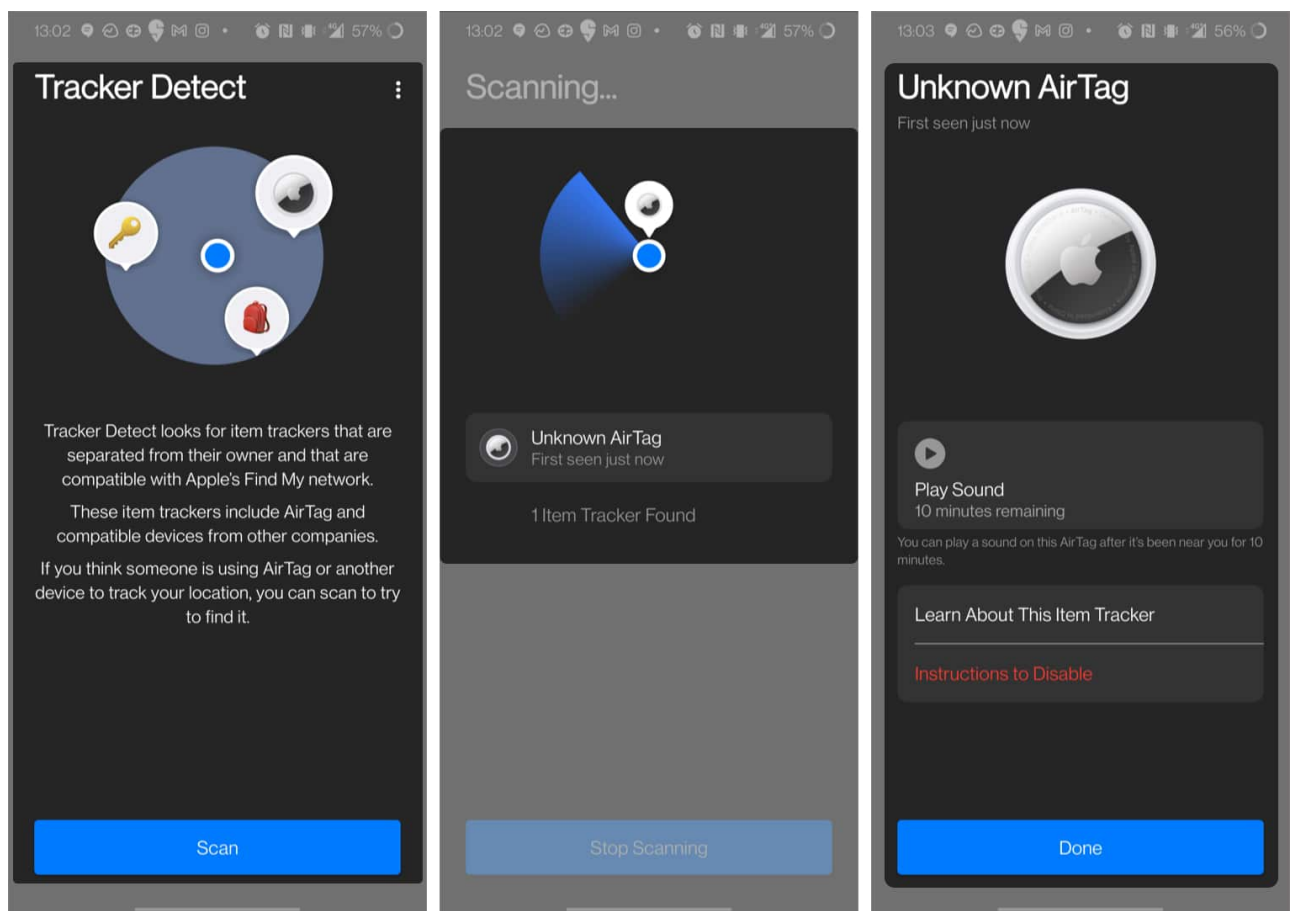 13:02
57%
Tracker Detect
Tracker Detect looks for item trackers that are
separated from their owner and that are
compatible with Apple's Find My network.
These item trackers include AirTag and
compatible devices from other companies.
If you think someone is using AirTag or another
device to track your location, you can scan to try
to find it.
Scan
13:02
57%
Scanning...
Unknown AirTag
First seen just now
1 Item Tracker Found
Stop Scanning
13:03
56%
Unknown AirTag
First seen just now
Play Sound
10 minutes remaining
You can play a sound on this AirTag after it's been near you for 10
minutes.
Learn About This Item Tracker
Instructions to Disable
Done